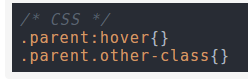 /* CSS */
.parent:hover{}
.parent.other-class{}